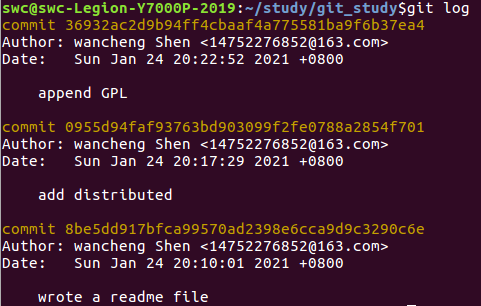 swc@swc-Legion-Y7000P-2019:~/study/git_study$git log
commit 36932ac2d9b94ff4cbaaf4a775581ba9f6b37ea4
Author: wancheng Shen <14752276852@163.com>
Date:   Sun Jan 24 20:22:52 2021 +0800
    append GPL
commit 0955d94faf93763bd903099f2fe0788a2854f701
Author: wancheng Shen <14752276852@163.com>
Date:   Sun Jan 24 20:17:29 2021 +0800
    add distributed
commit 8be5dd917bfca99570ad2398e6cca9d9c3290c6e
Author: wancheng Shen <14752276852@163.com>
Date:   Sun Jan 24 20:10:01 2021 +0800
    wrote a readme file